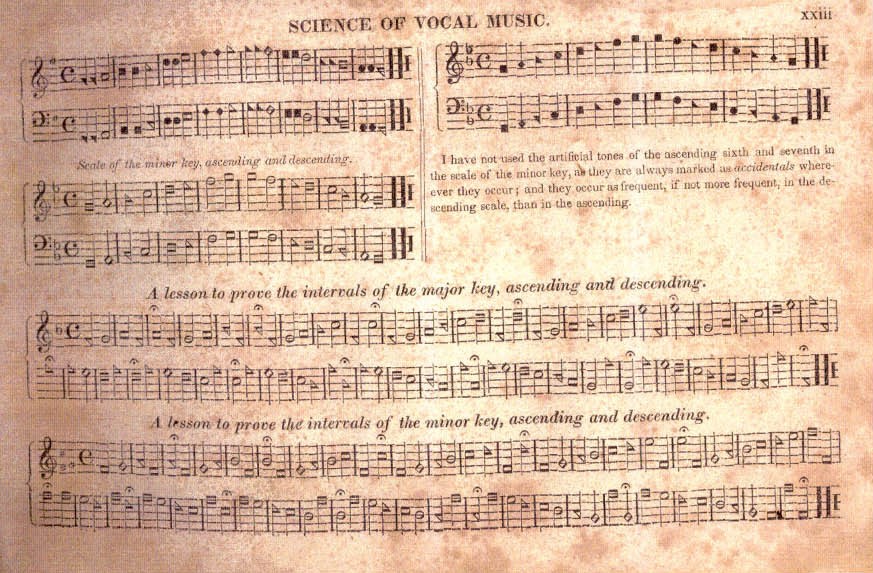 SCIENCE OF VOCAL MUSIC.
xxiii
Scale of the minor key, ascending and descending.
I have not used the artificial tones of the ascending sixth and seventh in
the scale of the minor key, as they are always marked as accidentals where-
ever they occur; and they occur as frequent, if not more frequent, in the de-
scending scale, than in the ascending.
A lesson to prove the intervals of the major key, ascending and descending.
A lesson to prove the intervals of the minor key, ascending and descending.